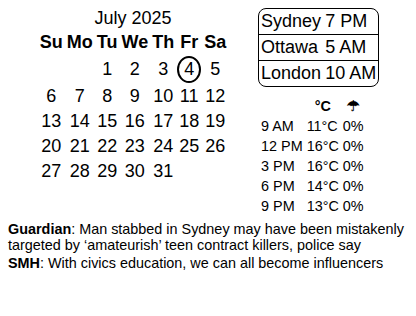 July 2025
Su Mo Tu We Th Fr Sa
1 2 3 4 5
6 7 8 9 10 11 12
13 14 15 16 17 18 19
20 21 22 23 24 25 26
27 28 29 30 31
Sydney 7 PM
Ottawa 5 AM
London 10 AM
°C ☂
9 AM 11°C 0%
12 PM 16°C 0%
3 PM 16°C 0%
6 PM 14°C 0%
9 PM 13°C 0%
Guardian: Man stabbed in Sydney may have been mistakenly
targeted by ‘amateurish’ teen contract killers, police say
SMH: With civics education, we can all become influencers